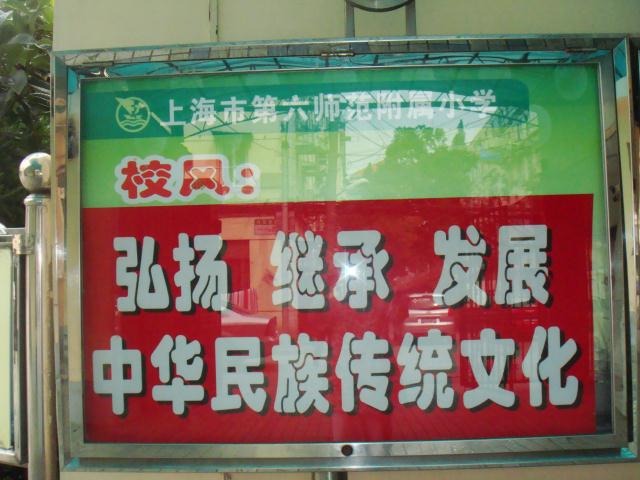 上海市第六师范附属小学
校风:
弘扬 继承 发展
中华民族传统文化